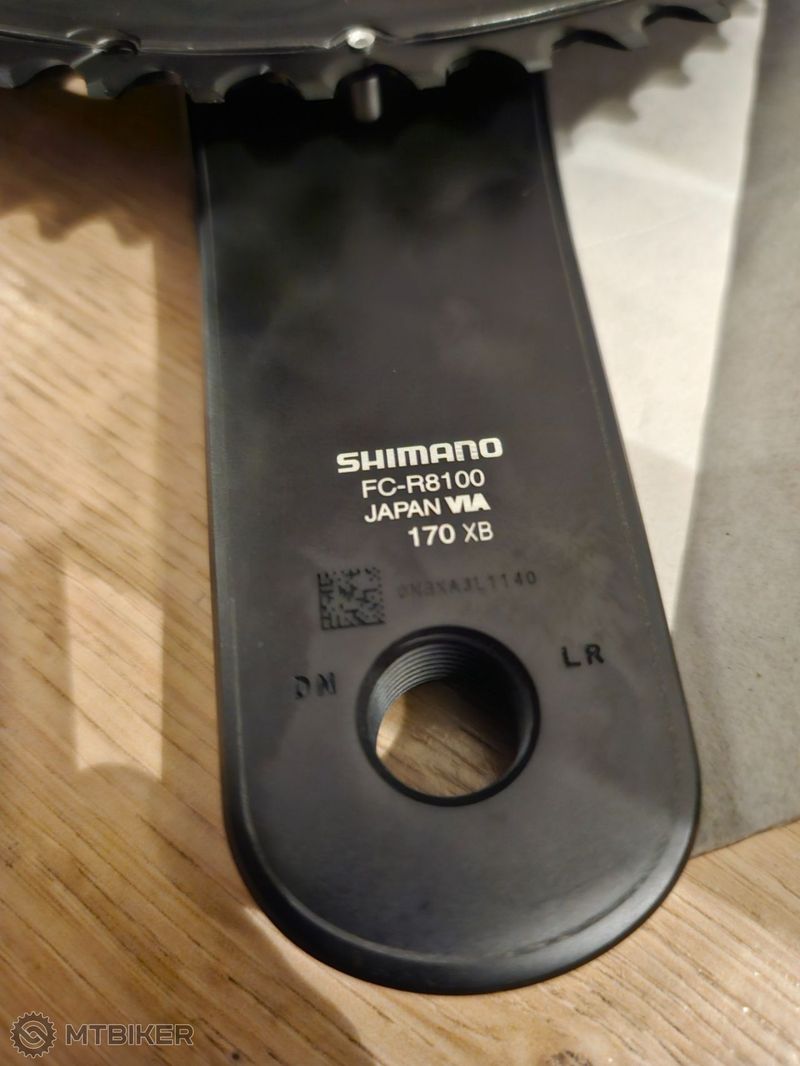 SHIMANO
FC-R8100
JAPAN VIA
170 XB
DN LR
MTBIKER